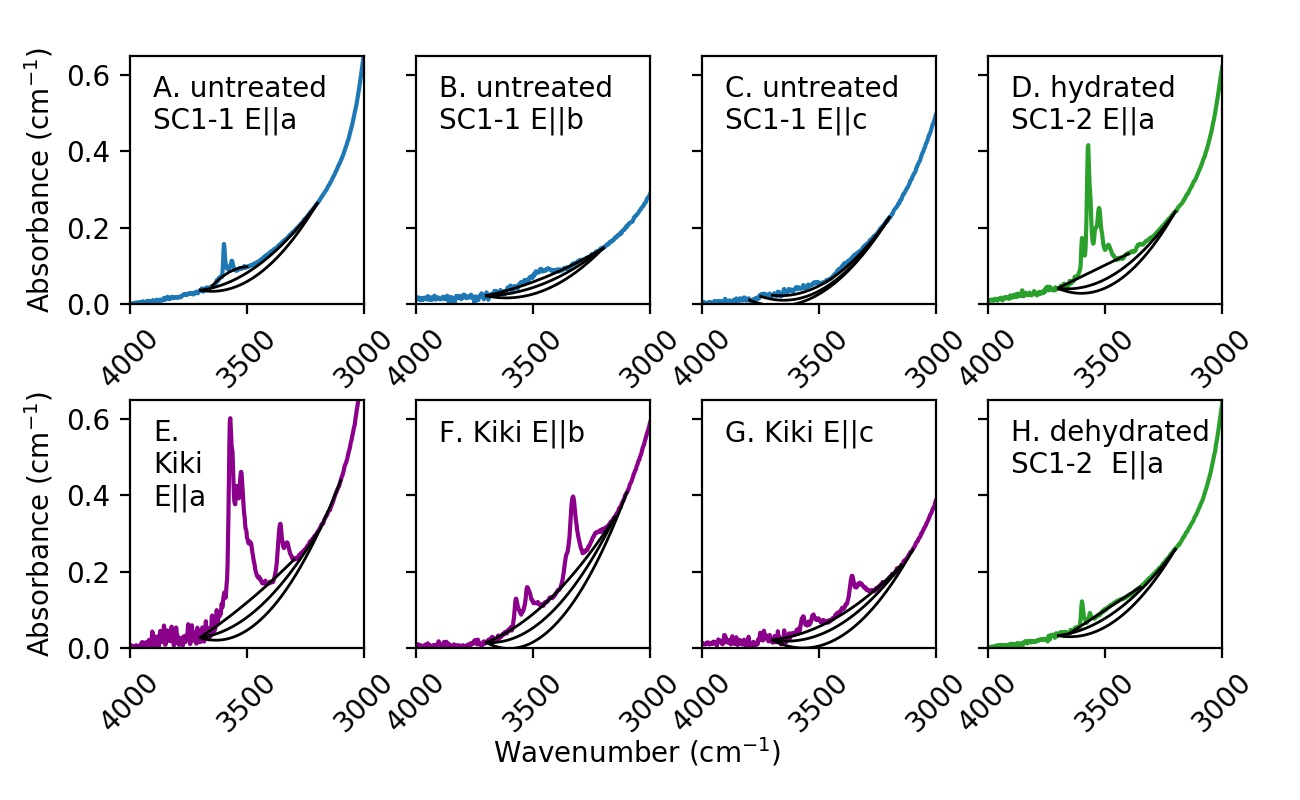 A. untreated
SC1-1 E||a
B. untreated
SC1-1 E||b
C. untreated
SC1-1 E||c
D. hydrated
SC1-2 E||a
Absorbance (cm⁻¹)
0.6
0.4
0.2
0.0
4000 3500 3000
4000 3500 3000
4000 3500 3000
4000 3500 3000
E.
Kiki
E||a
F. Kiki E||b
G. Kiki E||c
H. dehydrated
SC1-2  E||a
Absorbance (cm⁻¹)
0.6
0.4
0.2
0.0
4000 3500 3000
4000 3500 3000
4000 3500 3000
4000 3500 3000
Wavenumber (cm⁻¹)